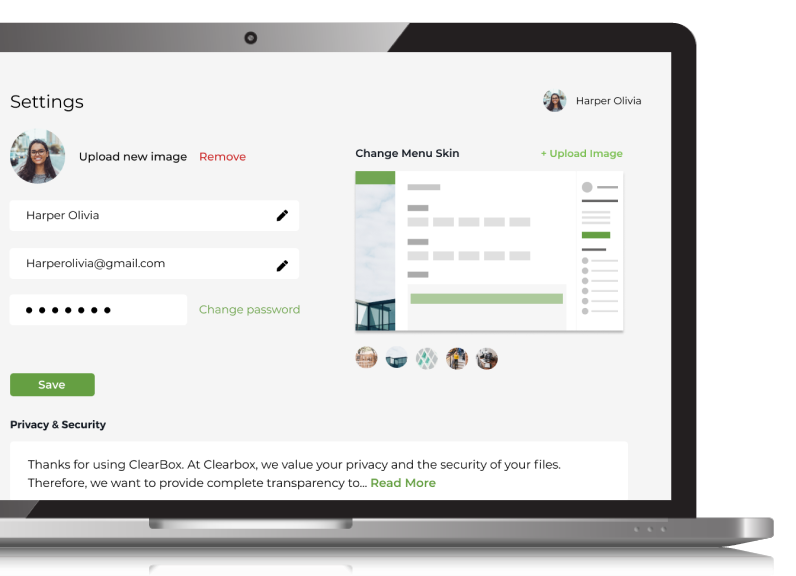 Settings
Harper Olivia
Upload new image Remove
Harper Olivia
Harperolivia@gmail.com
Change password
Save
Change Menu Skin + Upload Image
Privacy & Security
Thanks for using ClearBox. At Clearbox, we value your privacy and the security of your files.
Therefore, we want to provide complete transparency to... Read More